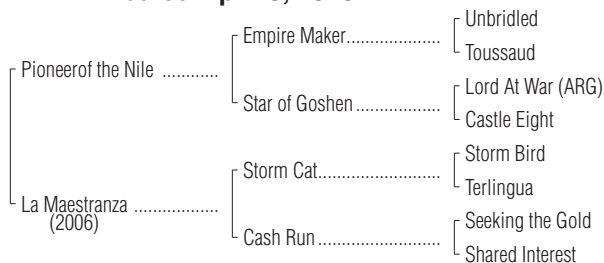 Unbridled
Empire Maker....................
Toussaud
Pioneerof the Nile ............
Lord At War (ARG)
Star of Goshen ..................
Castle Eight
Storm Bird
Storm Cat..........................
Terlingua
La Maestranza ..................
(2006)
Seeking the Gold
Cash Run ..........................
Shared Interest